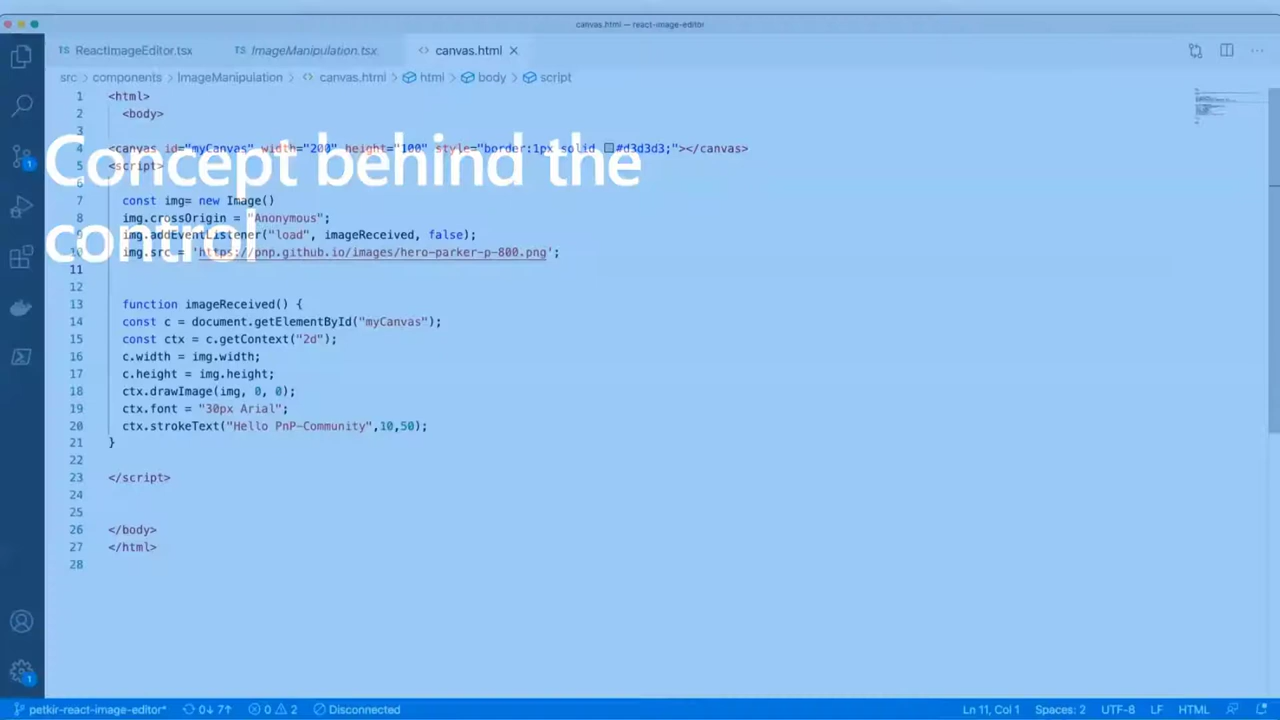 canvas.html — react-image-editor
TS ReactImageEditor.tsx TS ImageManipulation.tsx <> canvas.html ×
src > components > ImageManipulation > <> canvas.html > html > body > script
Concept behind the
control
1 <html>
2 <body>
3
4 <canvas id="myCanvas" width="200" height="100" style="border:1px solid #d3d3d3;"></canvas>
5 <script>
6
7 const img= new Image()
8 img.crossOrigin = "Anonymous";
9 img.addEventListener("load", imageReceived, false);
10 img.src = 'https://pnp.github.io/images/hero-parker-p-800.png';
11
12
13 function imageReceived() {
14 const c = document.getElementById("myCanvas");
15 const ctx = c.getContext("2d");
16 c.width = img.width;
17 c.height = img.height;
18 ctx.drawImage(img, 0, 0);
19 ctx.font = "30px Arial";
20 ctx.strokeText("Hello PnP-Community",10,50);
21 }
22
23 </script>
24
25
26 </body>
27 </html>
28
1
1
petkir-react-image-editor* 0↓ 7↑ 0 2 Disconnected Ln 11, Col 1 Spaces: 2 UTF-8 LF HTML